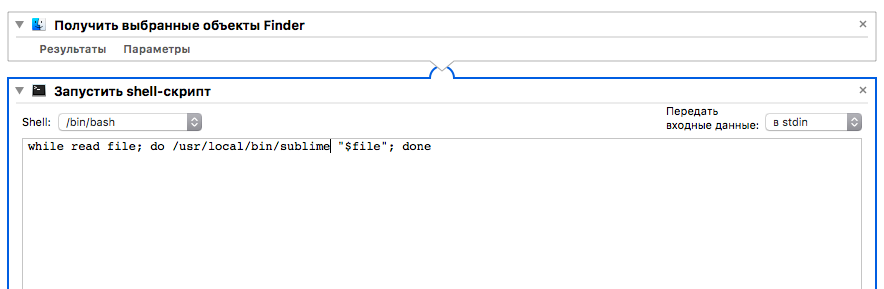 Получить выбранные объекты Finder
Результаты Параметры
Запустить shell-скрипт
Shell: /bin/bash
Передать
входные данные: в stdin
while read file; do /usr/local/bin/sublime "$file"; done